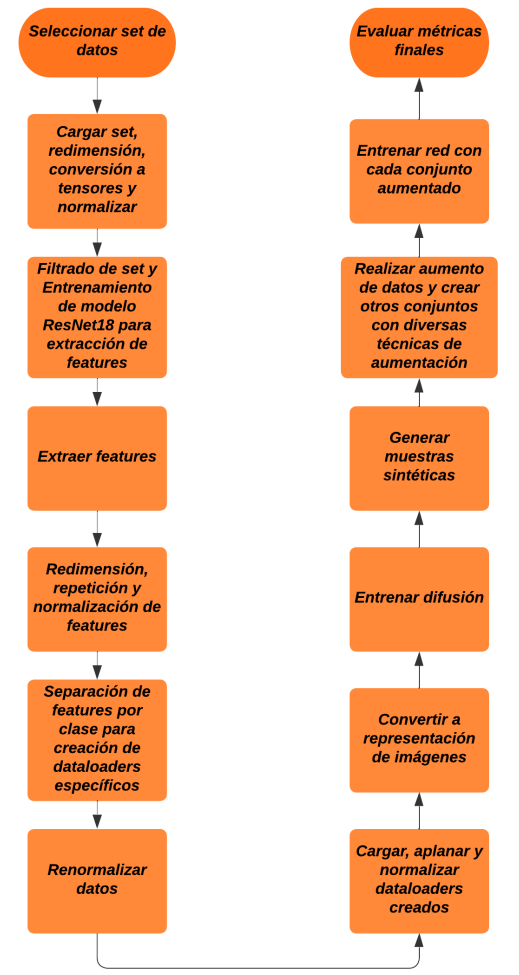 Seleccionar set de
datos
Cargar set,
redimensión,
conversión a
tensores y
normalizar
Filtrado de set y
Entrenamiento
de modelo
ResNet18 para
extracción de
features
Extraer features
Redimensión,
repetición y
normalización de
features
Separación de
features por
clase para
creación de
dataloaders
específicos
Renormalizar
datos
Cargar, aplanar y
normalizar
dataloaders
creados
Convertir a
representación
de imágenes
Entrenar difusión
Generar
muestras
sintéticas
Realizar aumento
de datos y crear
otros conjuntos
con diversas
técnicas de
aumentación
Entrenar red con
cada conjunto
aumentado
Evaluar métricas
finales